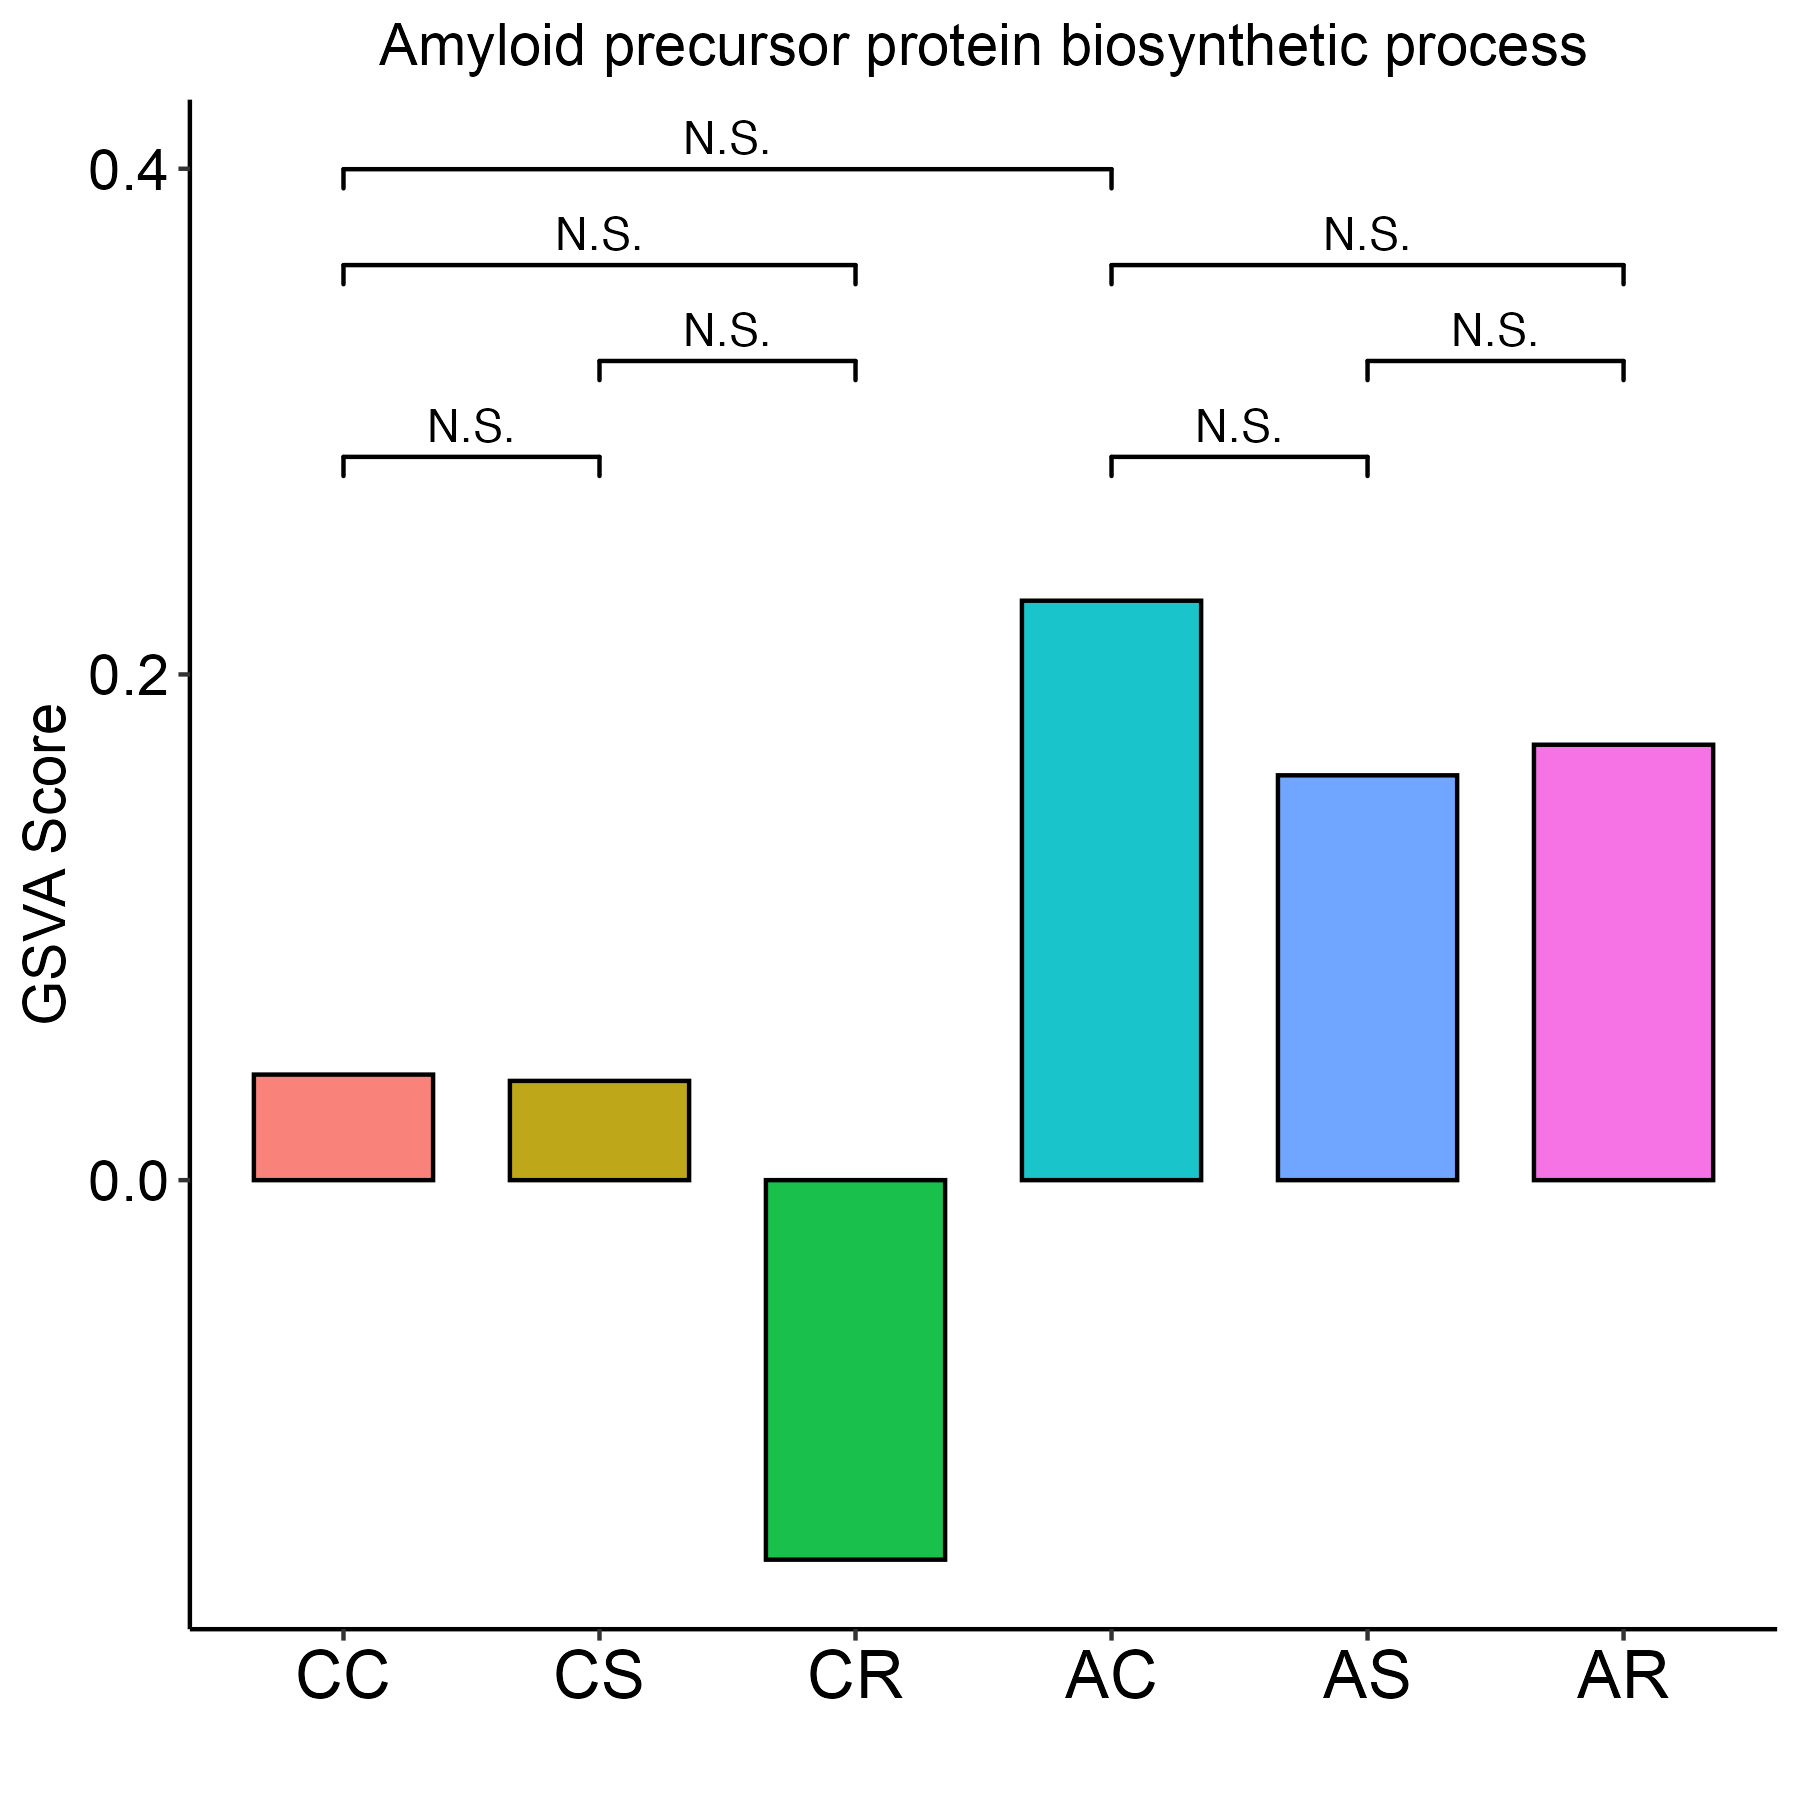 Amyloid precursor protein biosynthetic process
N.S.
0.4
N.S.
N.S.
N.S.
N.S.
N.S.
N.S.
0.2
GSVA Score
0.0
CC
CS
CR
AC
AS
AR